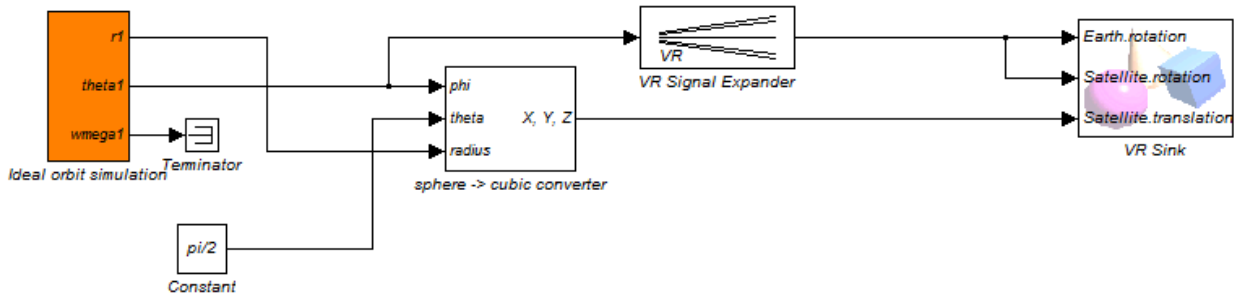 r1
theta1
wmega1
Ideal orbit simulation
Terminator
pi/2
Constant
phi
theta
radius
X, Y, Z
sphere -> cubic converter
VR
VR Signal Expander
Earth.rotation
Satellite.rotation
Satellite.translation
VR Sink